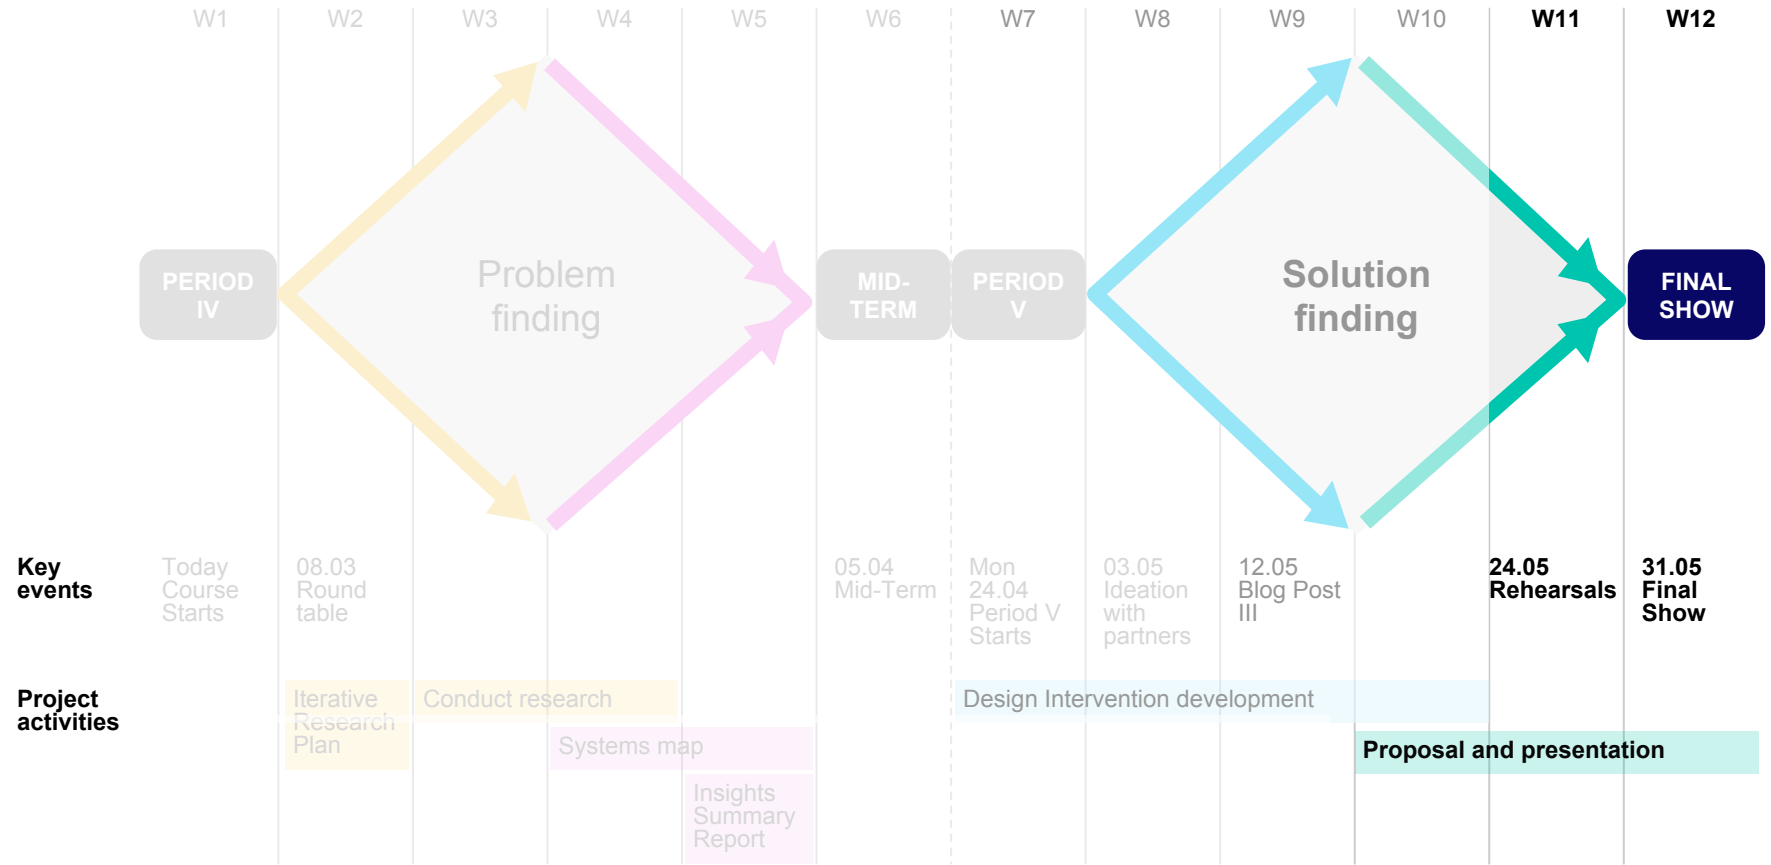 W1 W2 W3 W4 W5 W6 W7 W8 W9 W10 W11 W12
PERIOD
IV
Problem
finding
MID-
TERM
PERIOD
V
Solution
finding
FINAL
SHOW
Key
events
Today
Course
Starts
08.03
Round
table
05.04
Mid-Term
Mon
24.04
Period V
Starts
03.05
Ideation
with
partners
12.05
Blog Post
III
24.05
Rehearsals
31.05
Final
Show
Project
activities
Iterative
Research
Plan
Conduct research
Systems map
Insights
Summary
Report
Design Intervention development
Proposal and presentation